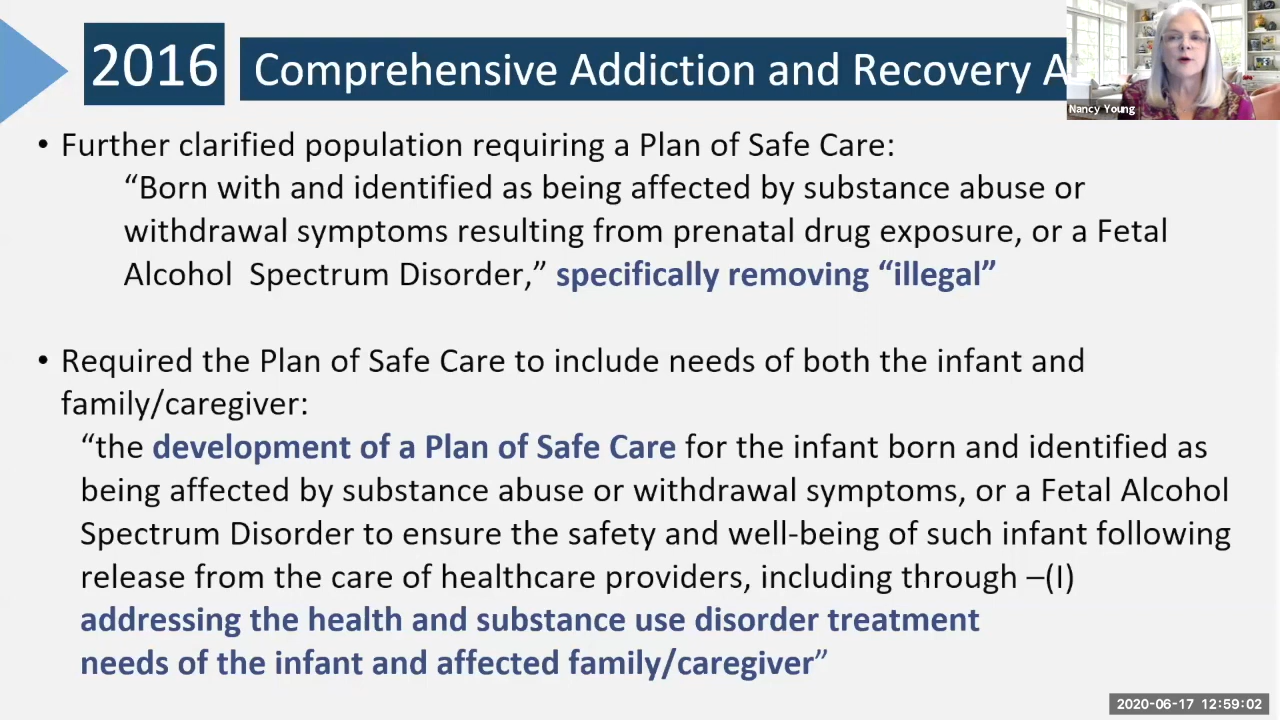 2016 Comprehensive Addiction and Recovery A
Nancy Young
• Further clarified population requiring a Plan of Safe Care:
“Born with and identified as being affected by substance abuse or
withdrawal symptoms resulting from prenatal drug exposure, or a Fetal
Alcohol  Spectrum Disorder,” specifically removing “illegal”
• Required the Plan of Safe Care to include needs of both the infant and
family/caregiver:
“the development of a Plan of Safe Care for the infant born and identified as
being affected by substance abuse or withdrawal symptoms, or a Fetal Alcohol
Spectrum Disorder to ensure the safety and well-being of such infant following
release from the care of healthcare providers, including through –(I)
addressing the health and substance use disorder treatment
needs of the infant and affected family/caregiver”
2020-06-17 12:59:02